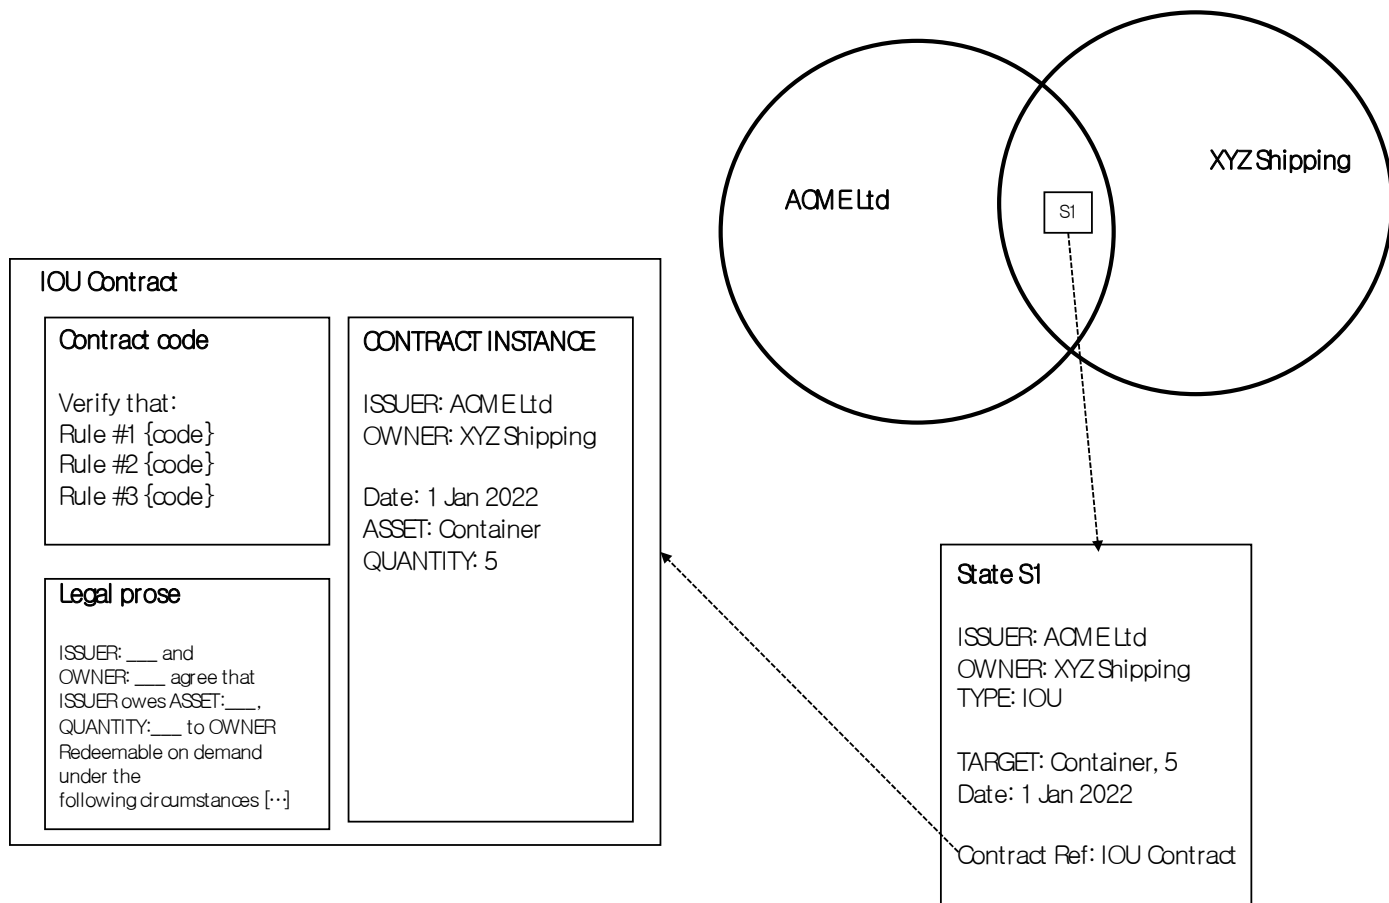 ACME Ltd
XYZ Shipping
S1
IOU Contract
Contract code
Verify that:
Rule #1 {code}
Rule #2 {code}
Rule #3 {code}
Legal prose
ISSUER: ___ and
OWNER: ___ agree that
ISSUER owes ASSET:___,
QUANTITY:___ to OWNER
Redeemable on demand
under the
following circumstances […]
CONTRACT INSTANCE
ISSUER: ACME Ltd
OWNER: XYZ Shipping
Date: 1 Jan 2022
ASSET: Container
QUANTITY: 5
State S1
ISSUER: ACME Ltd
OWNER: XYZ Shipping
TYPE: IOU
TARGET: Container, 5
Date: 1 Jan 2022
Contract Ref: IOU Contract